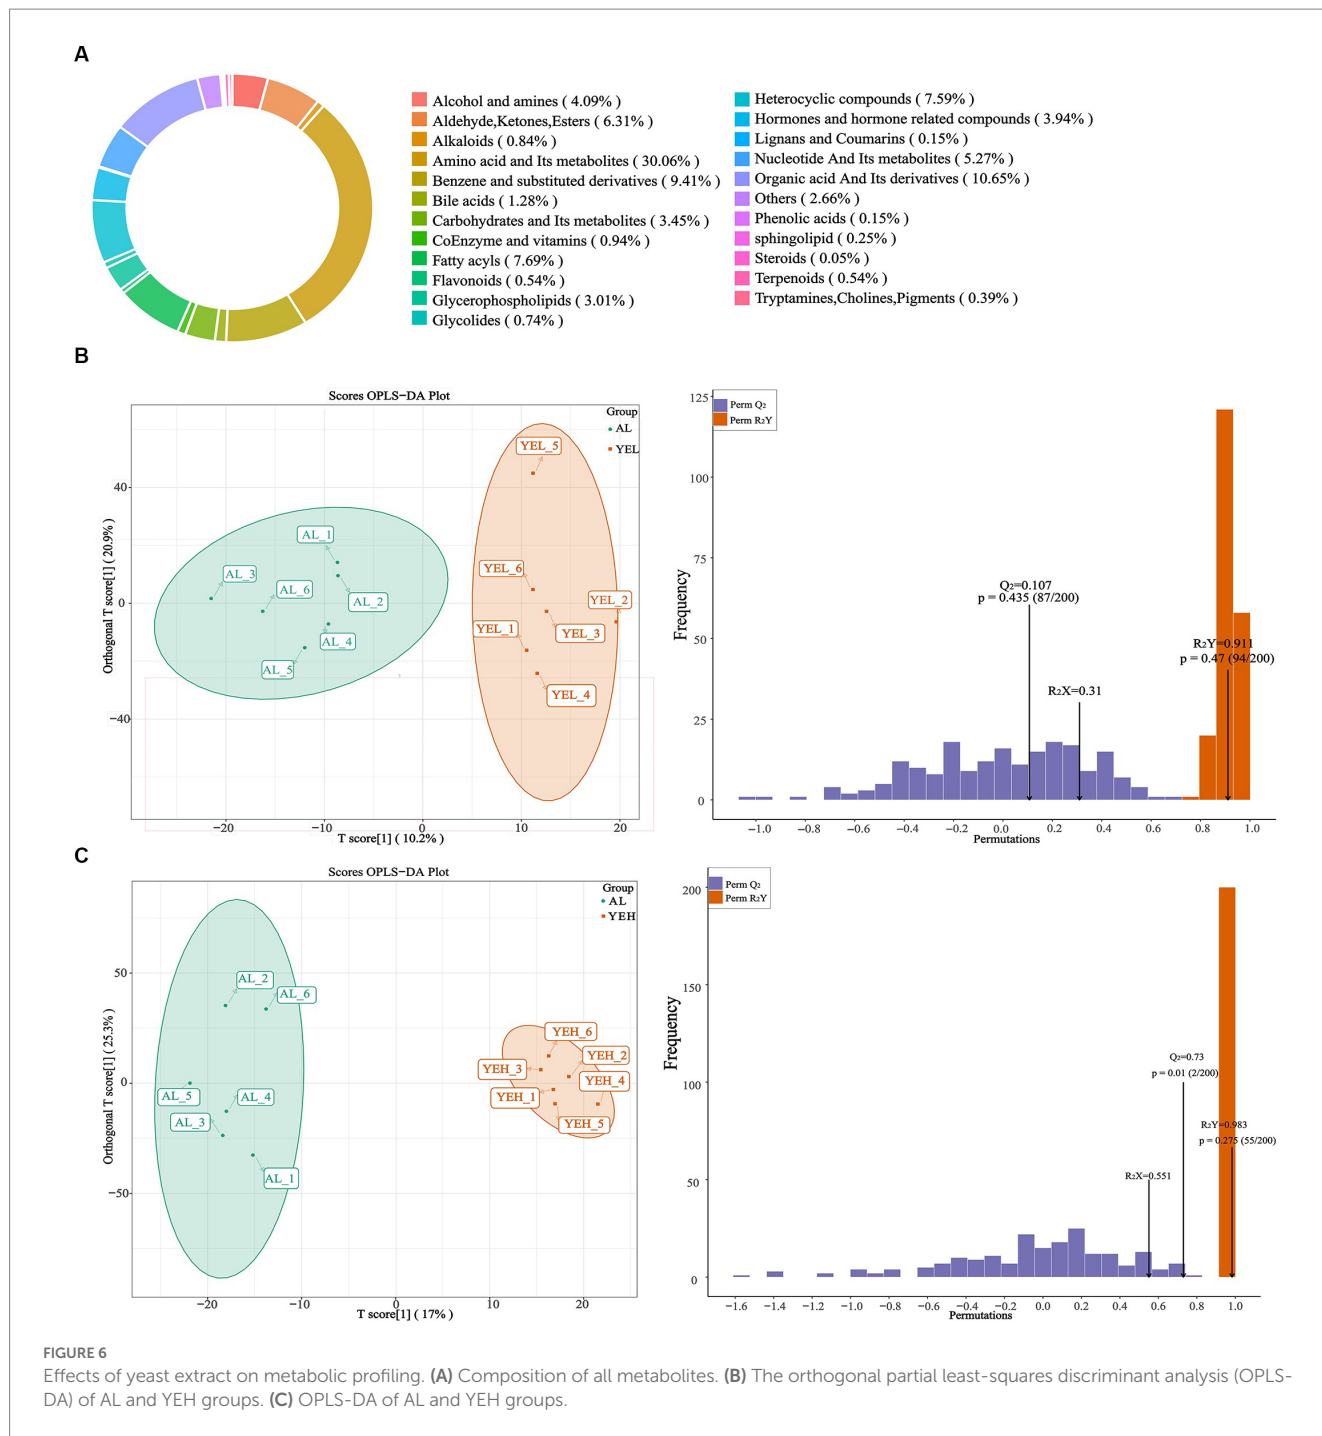 A
Alcohol and amines ( 4.09% )
Aldehyde,Ketones,Esters ( 6.31% )
Alkaloids ( 0.84% )
Amino acid and Its metabolites ( 30.06% )
Benzene and substituted derivatives ( 9.41% )
Bile acids ( 1.28% )
Carbohydrates and Its metabolites ( 3.45% )
CoEnzyme and vitamins ( 0.94% )
Fatty acyls ( 7.69% )
Flavonoids ( 0.54% )
Glycerophospholipids ( 3.01% )
Glycolides ( 0.74% )
Heterocyclic compounds ( 7.59% )
Hormones and hormone related compounds ( 3.94% )
Lignans and Coumarins ( 0.15% )
Nucleotide And Its metabolites ( 5.27% )
Organic acid And Its derivatives ( 10.65% )
Others ( 2.66% )
Phenolic acids ( 0.15% )
sphingolipid ( 0.25% )
Steroids ( 0.05% )
Terpenoids ( 0.54% )
Tryptamines,Cholines,Pigments ( 0.39% )
B
Scores OPLS−DA Plot
Group
AL
YEL
Orthogonal T score[1] ( 20.9% )
40
0
−40
YEL_5
AL_1
AL_3
AL_6
AL_2
AL_4
AL_5
YEL_6
YEL_2
YEL_1
YEL_3
YEL_4
−20
−10
0
10
20
T score[1] ( 10.2% )
Perm Q2
Perm R2Y
Frequency
125
100
75
50
25
0
Q2=0.107
p = 0.435 (87/200)
R2X=0.31
R2Y=0.911
p = 0.47 (94/200)
−1.0
−0.8
−0.6
−0.4
−0.2
0.0
0.2
0.4
0.6
0.8
1.0
Permutations
C
Scores OPLS−DA Plot
Group
AL
YEH
Orthogonal T score[1] ( 25.3% )
50
0
−50
AL_2
AL_6
AL_5
AL_4
AL_3
AL_1
YEH_6
YEH_2
YEH_3
YEH_4
YEH_1
YEH_5
−20
−10
0
10
20
T score[1] ( 17% )
Perm Q2
Perm R2Y
Frequency
200
150
100
50
0
Q2=0.73
p = 0.01 (2/200)
R2Y=0.983
p = 0.275 (55/200)
R2X=0.551
−1.6
−1.4
−1.2
−1.0
−0.8
−0.6
−0.4
−0.2
0.0
0.2
0.4
0.6
0.8
1.0
Permutations
FIGURE 6
Effects of yeast extract on metabolic profiling. (A) Composition of all metabolites. (B) The orthogonal partial least-squares discriminant analysis (OPLS-
DA) of AL and YEH groups. (C) OPLS-DA of AL and YEH groups.